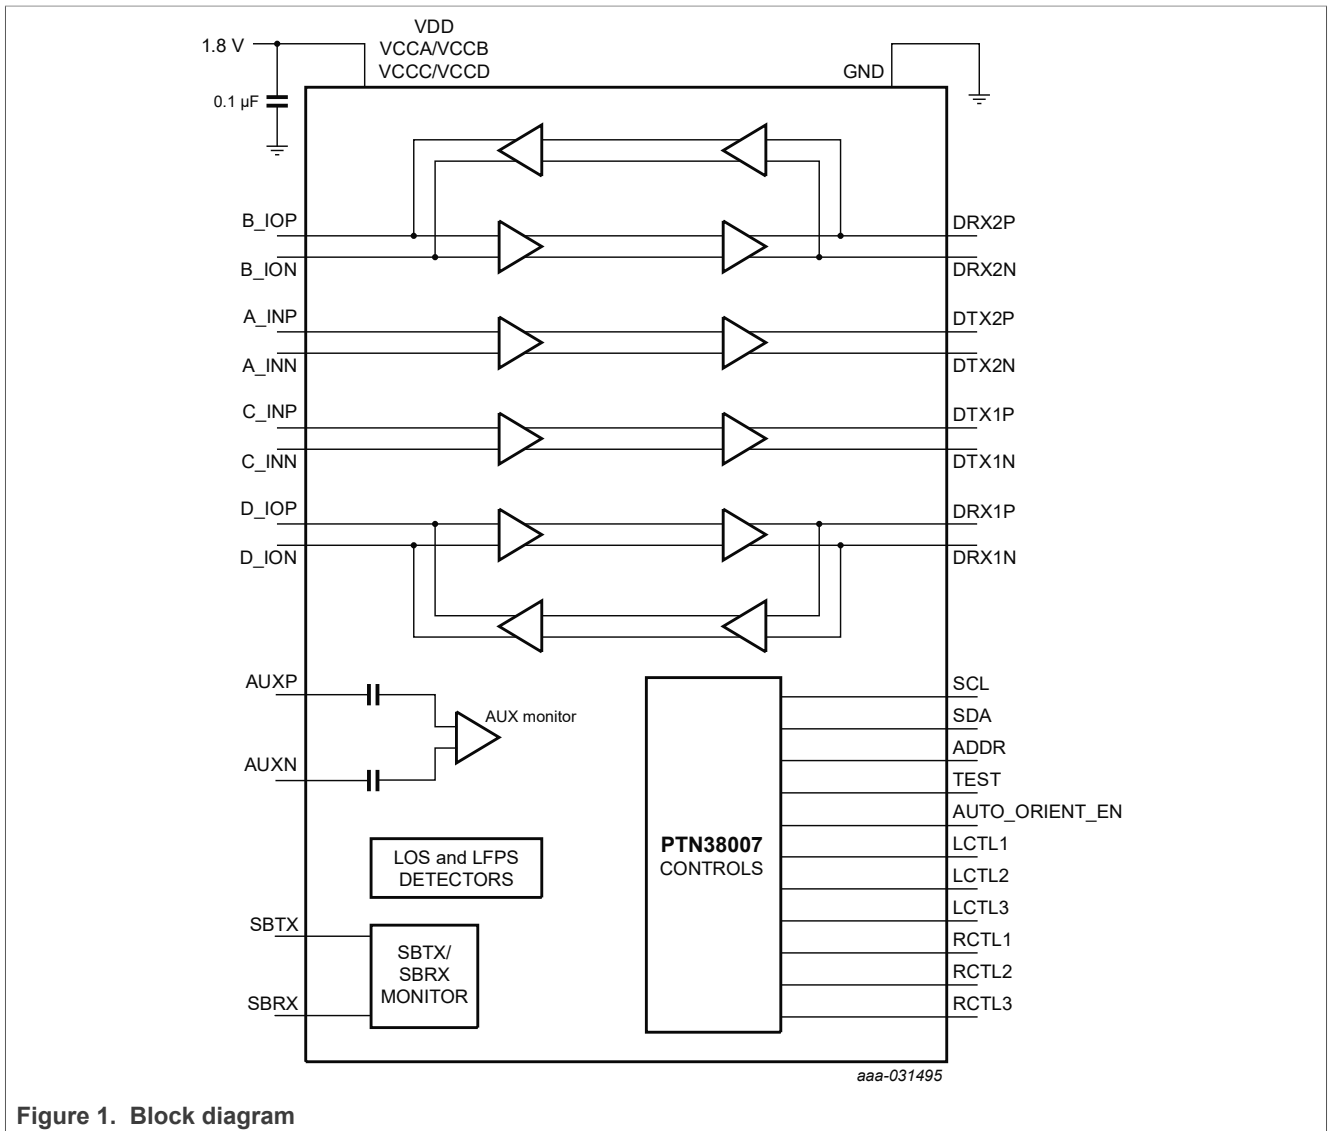 VDD
1.8 V
VCCA/VCCB
VCCC/VCCD
GND
0.1 µF
B_IOP
DRX2P
B_ION
DRX2N
A_INP
DTX2P
A_INN
DTX2N
C_INP
DTX1P
C_INN
DTX1N
D_IOP
DRX1P
D_ION
DRX1N
AUXP
AUX monitor
AUXN
LOS and LFPS
DETECTORS
SBTX
SBTX/
SBRX
MONITOR
SBRX
PTN38007
CONTROLS
SCL
SDA
ADDR
TEST
AUTO_ORIENT_EN
LCTL1
LCTL2
LCTL3
RCTL1
RCTL2
RCTL3
aaa-031495
Figure 1. Block diagram